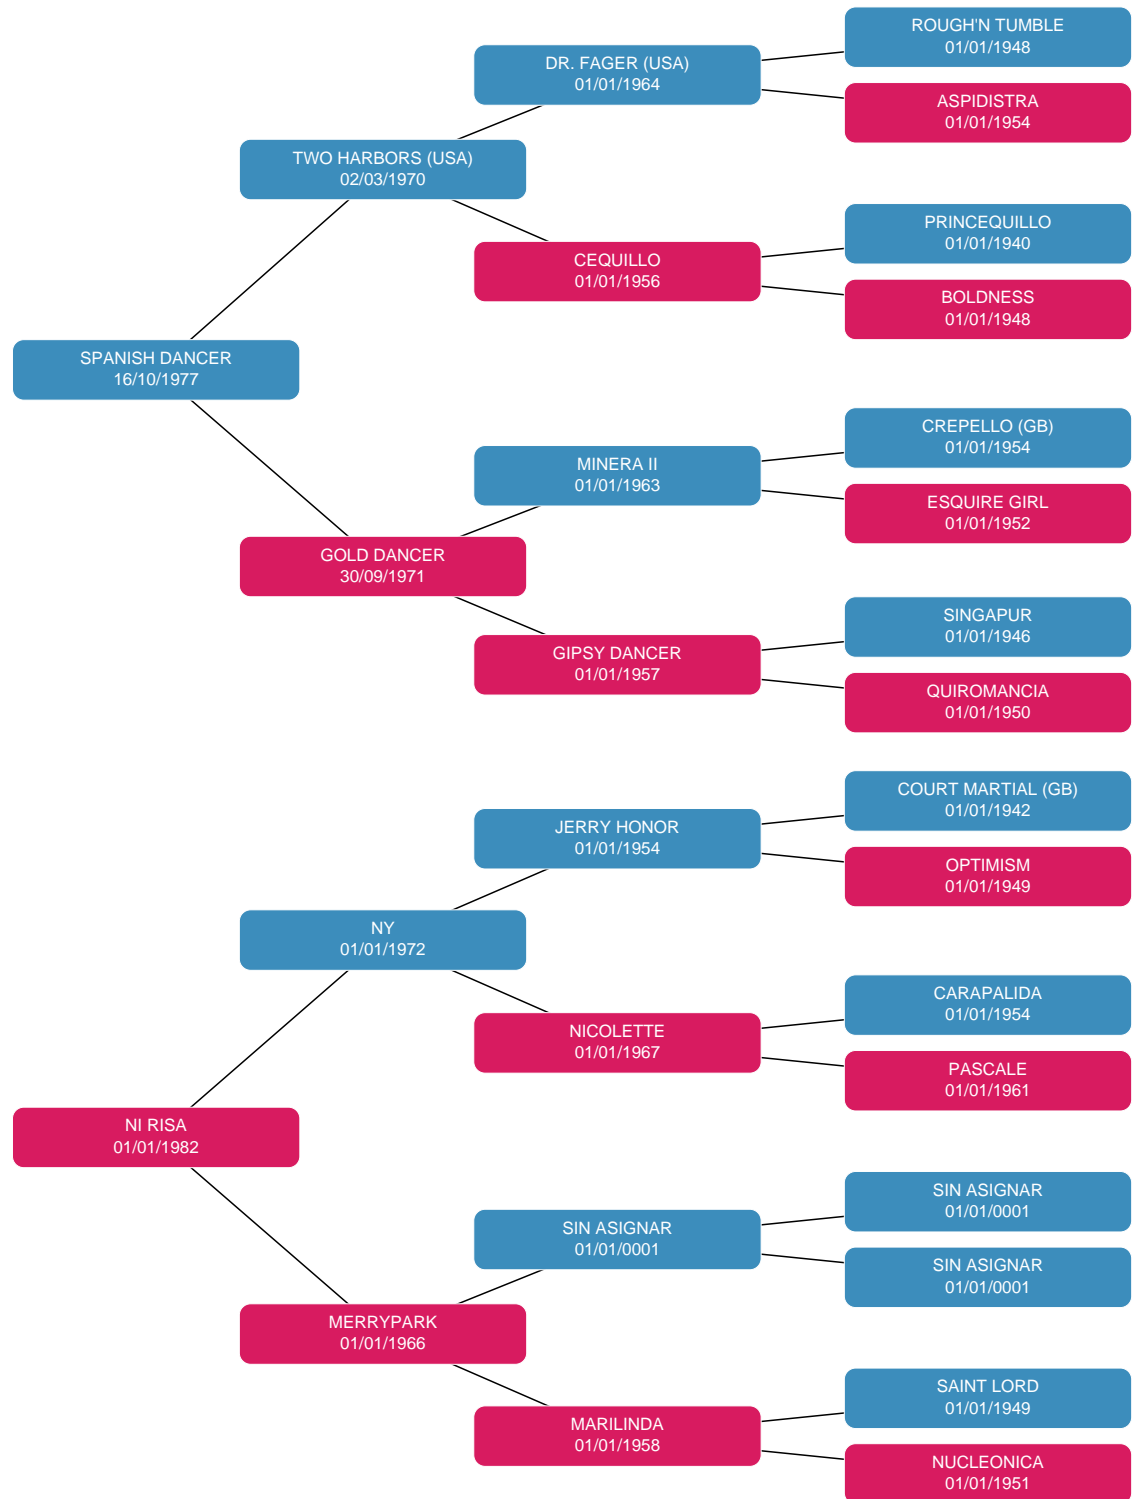 ROUGH'N TUMBLE
01/01/1948
DR. FAGER (USA)
01/01/1964
ASPIDISTRA
01/01/1954
TWO HARBORS (USA)
02/03/1970
PRINCEQUILLO
01/01/1940
CEQUILLO
01/01/1956
BOLDNESS
01/01/1948
SPANISH DANCER
16/10/1977
CREPELLO (GB)
01/01/1954
MINERA II
01/01/1963
ESQUIRE GIRL
01/01/1952
GOLD DANCER
30/09/1971
SINGAPUR
01/01/1946
GIPSY DANCER
01/01/1957
QUIROMANCIA
01/01/1950
COURT MARTIAL (GB)
01/01/1942
JERRY HONOR
01/01/1954
OPTIMISM
01/01/1949
NY
01/01/1972
CARAPALIDA
01/01/1954
NICOLETTE
01/01/1967
PASCALE
01/01/1961
NI RISA
01/01/1982
SIN ASIGNAR
01/01/0001
SIN ASIGNAR
01/01/0001
SIN ASIGNAR
01/01/0001
MERRYPARK
01/01/1966
SAINT LORD
01/01/1949
MARILINDA
01/01/1958
NUCLEONICA
01/01/1951